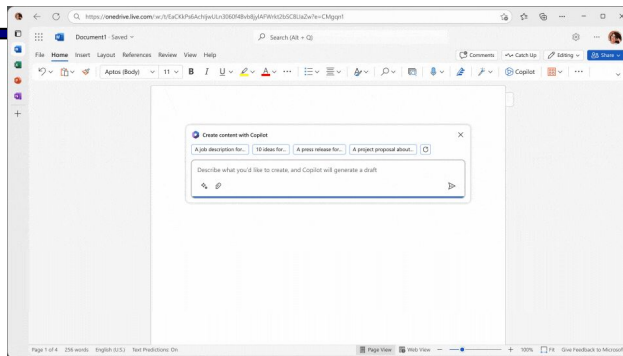 https://onedrive.live.com/w:/t/EaCKkPs6AchIjwULn3060f48vb8jylAFWrkU2bSC8UaZw?e=CMgqn1
Document1 - Saved
Search (Alt + Q)
File Home Insert Layout References Review View Help
Comments Catch Up Editing Share
Aptos (Body) 11 B I U A Copilot
Create content with Copilot
A job description for... 10 ideas for... A press release for... A project proposal about...
Describe what you'd like to create, and Copilot will generate a draft
Page 1 of 4 256 words English (U.S.) Text Predictions: On Page View Web View 100% Fit Give Feedback to Microsoft